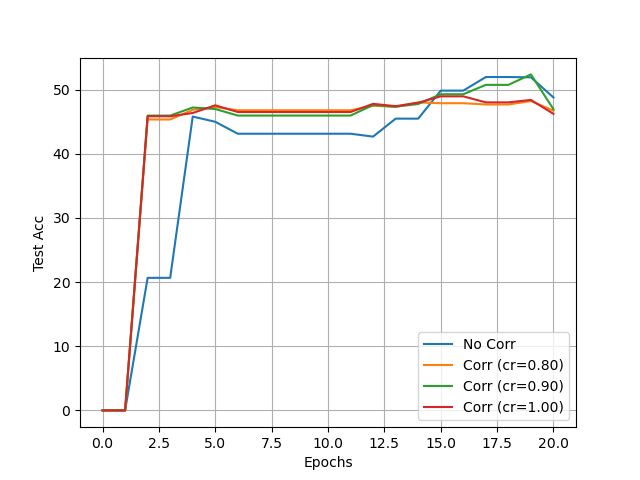 50
40
30
20
10
0
Test Acc
0.0 2.5 5.0 7.5 10.0 12.5 15.0 17.5 20.0
Epochs
No Corr
Corr (cr=0.80)
Corr (cr=0.90)
Corr (cr=1.00)